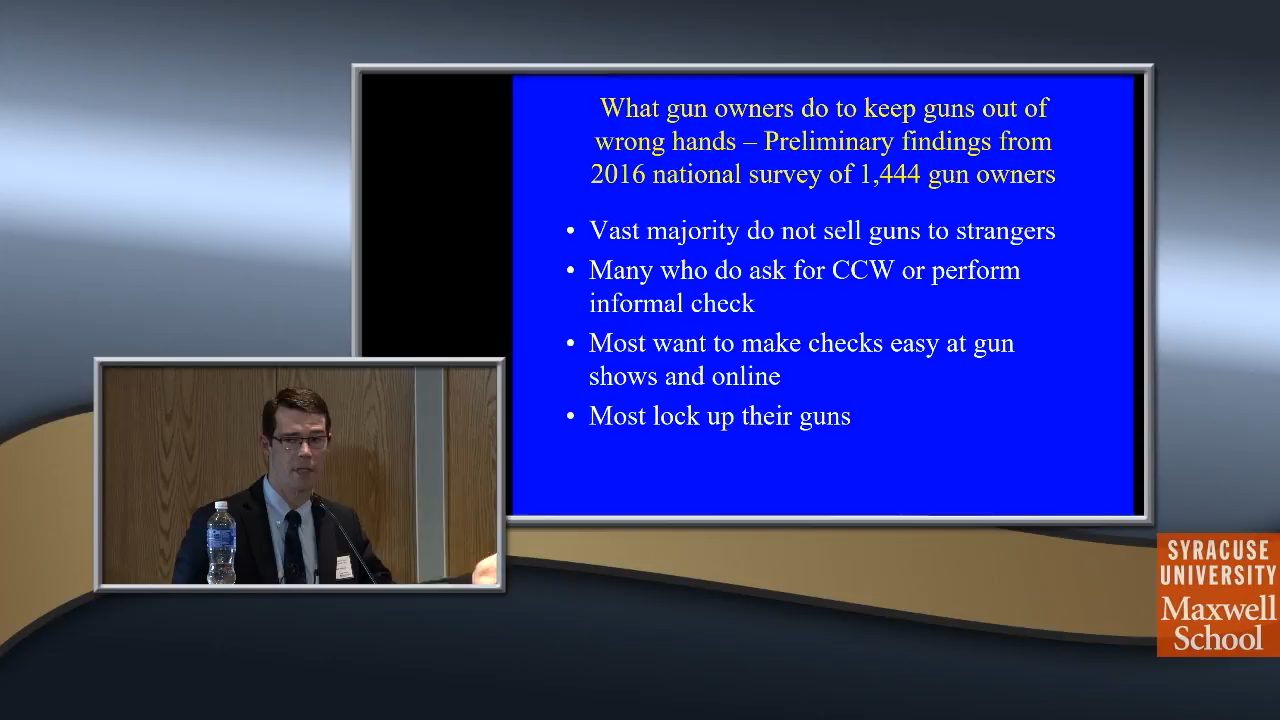 What gun owners do to keep guns out of
wrong hands – Preliminary findings from
2016 national survey of 1,444 gun owners
• Vast majority do not sell guns to strangers
• Many who do ask for CCW or perform
informal check
• Most want to make checks easy at gun
shows and online
• Most lock up their guns
SYRACUSE
UNIVERSITY
Maxwell
School